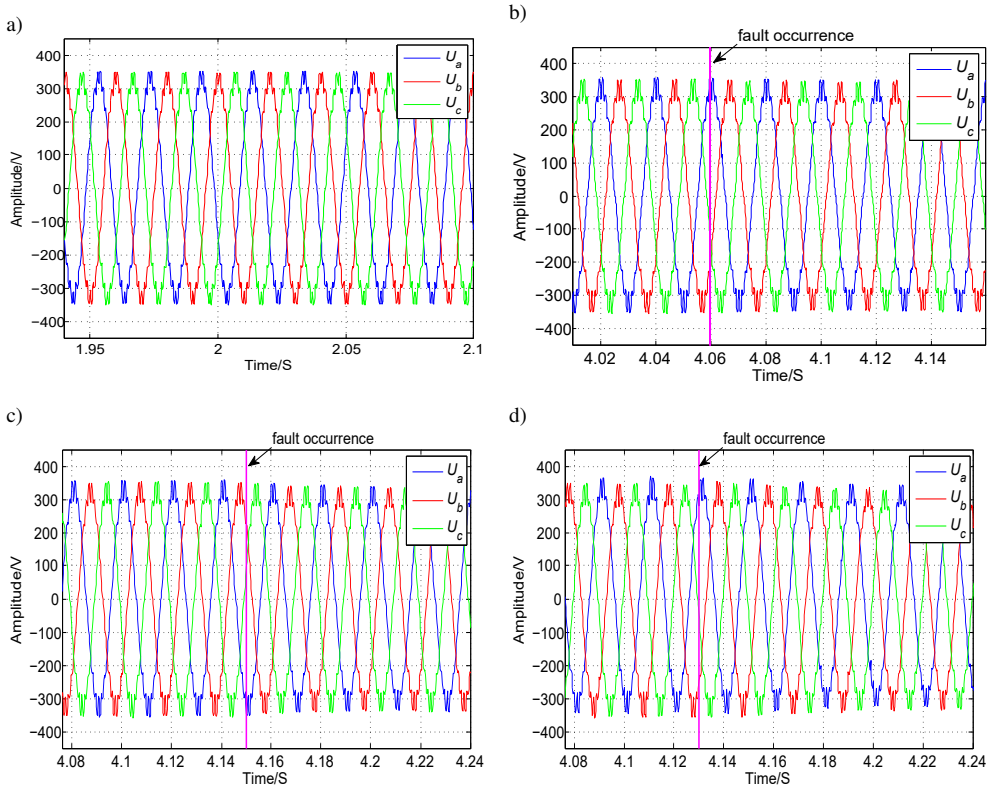 a)
400
300
200
100
0
−100
−200
−300
−400
Amplitude/V
1.95
2
2.05
2.1
Time/S
Ua
Ub
Uc
b)
fault occurrence
400
300
200
100
0
−100
−200
−300
−400
Amplitude/V
4.02
4.04
4.06
4.08
4.1
4.12
4.14
Time/S
Ua
Ub
Uc
c)
fault occurrence
400
300
200
100
0
−100
−200
−300
−400
Amplitude/V
4.08
4.10
4.12
4.14
4.16
4.18
4.20
4.22
4.24
Time/S
Ua
Ub
Uc
d)
fault occurrence
400
300
200
100
0
−100
−200
−300
−400
Amplitude/V
4.08
4.1
4.12
4.14
4.16
4.18
4.2
4.22
4.24
Time/S
Ua
Ub
Uc